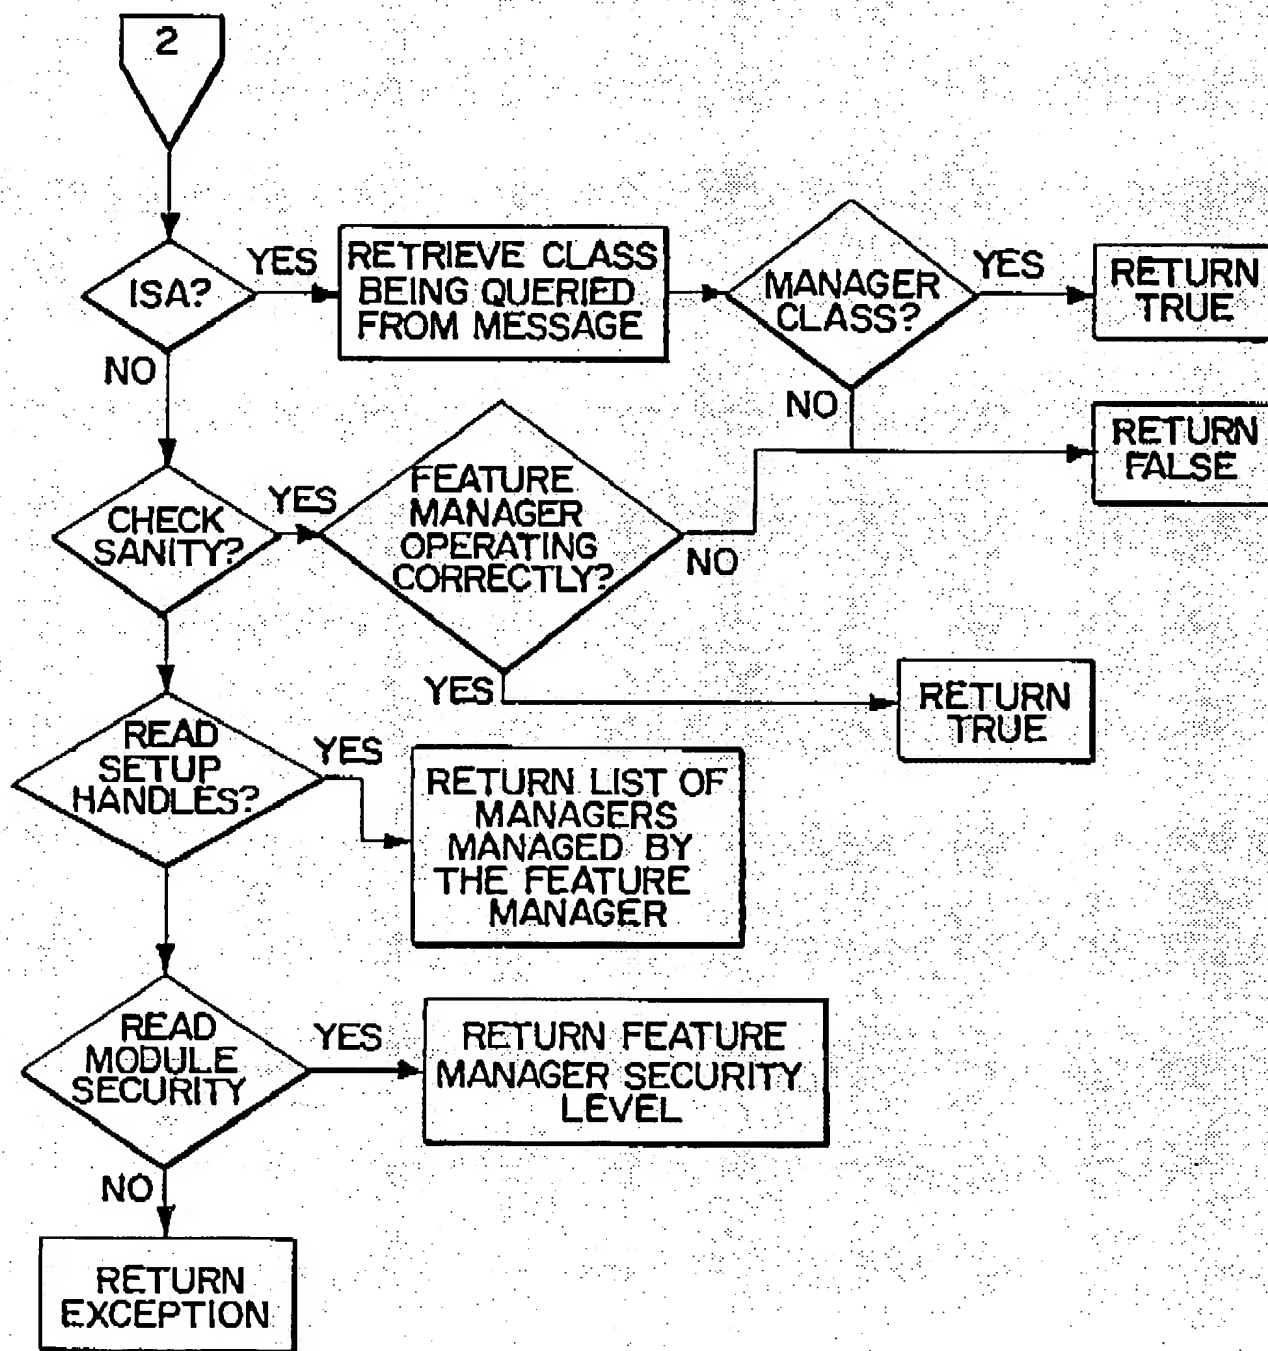 2
ISA?
YES
RETRIEVE CLASS
BEING QUERIED
FROM MESSAGE
MANAGER
CLASS?
YES
RETURN
TRUE
NO
NO
RETURN
FALSE
CHECK
SANITY?
YES
FEATURE
MANAGER
OPERATING
CORRECTLY?
NO
YES
RETURN
TRUE
READ
SETUP
HANDLES?
YES
RETURN LIST OF
MANAGERS
MANAGED BY
THE FEATURE
MANAGER
READ
MODULE
SECURITY
YES
RETURN FEATURE
MANAGER SECURITY
LEVEL
NO
RETURN
EXCEPTION